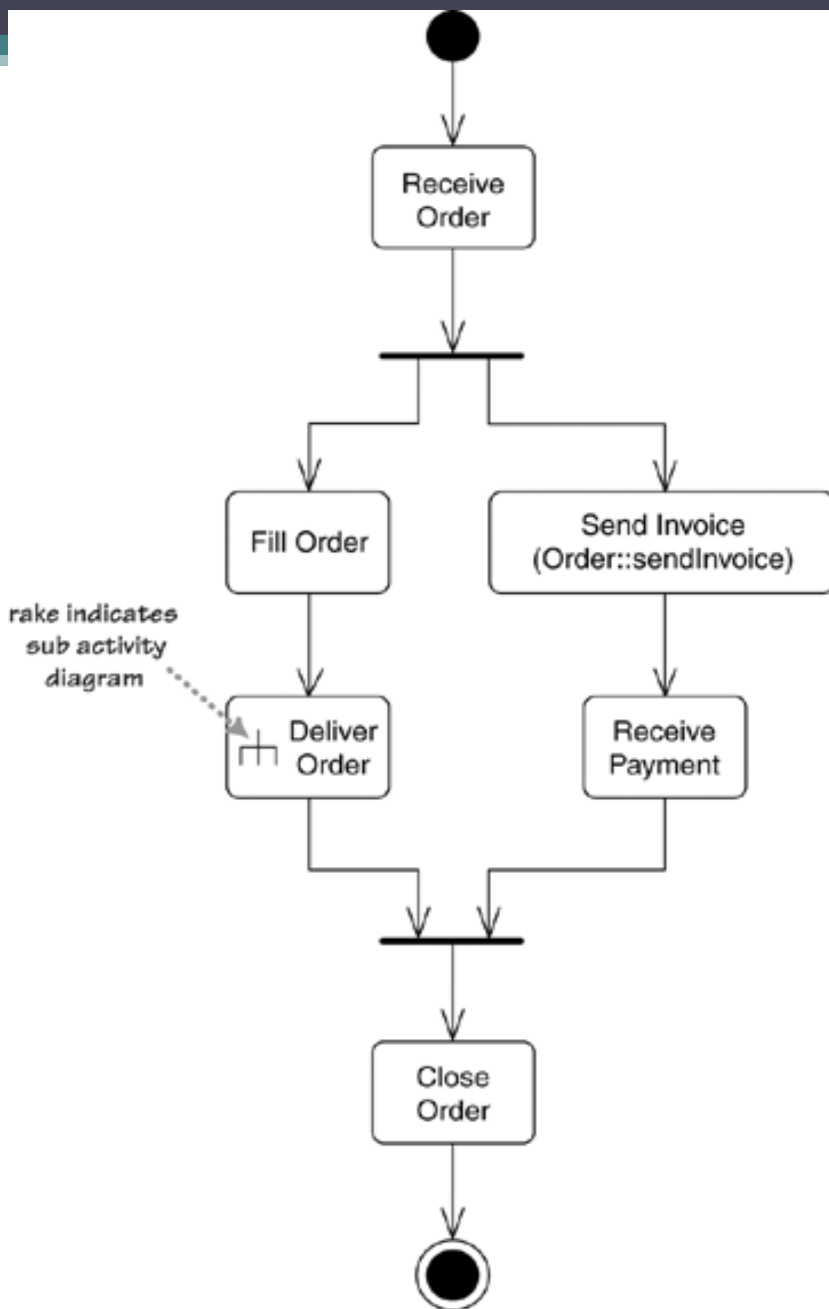 Receive
Order
Fill Order
Send Invoice
(Order::sendInvoice)
rake indicates
sub activity
diagram
Deliver
Order
Receive
Payment
Close
Order